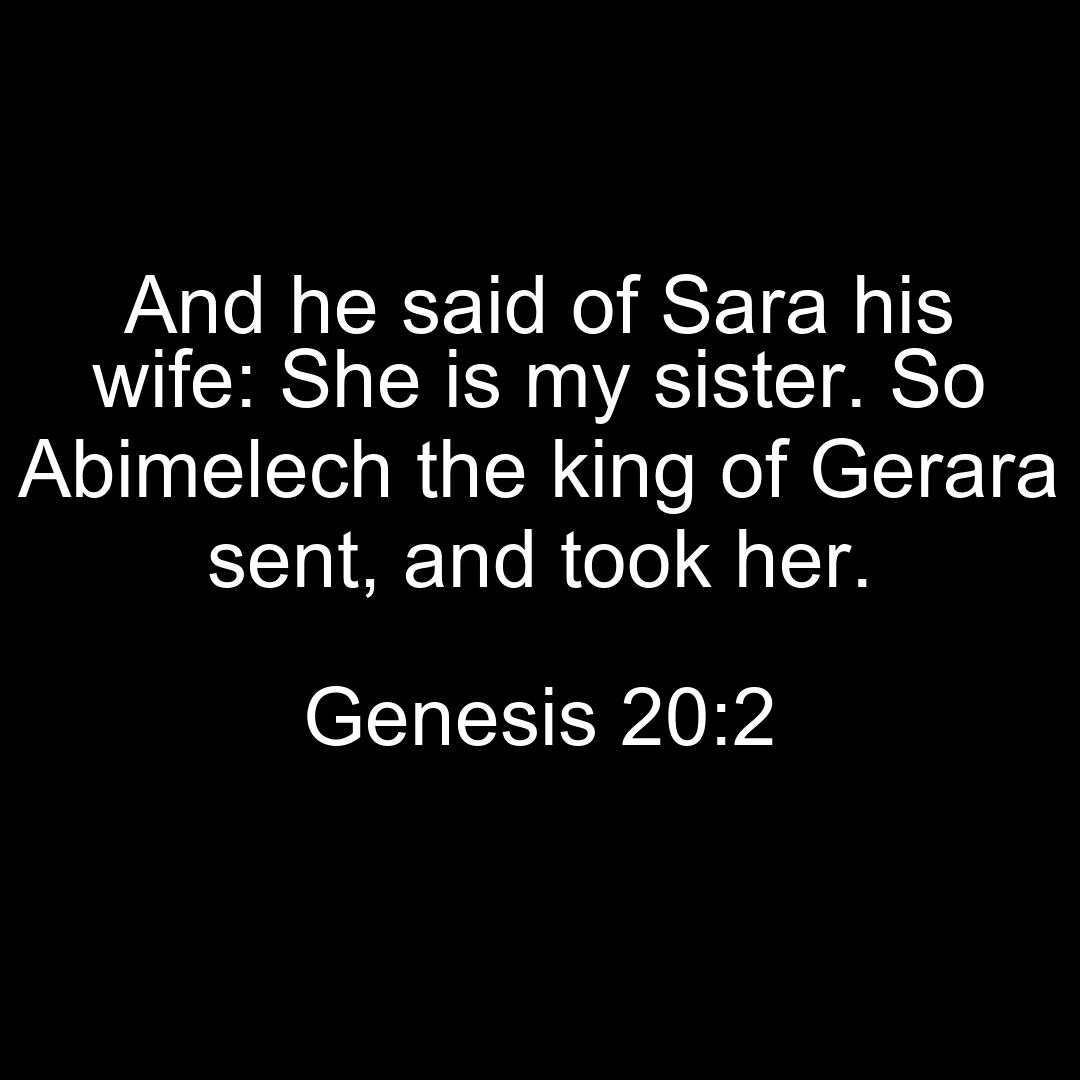 And he said of Sara his
wife: She is my sister. So
Abimelech the king of Gerara
sent, and took her.
Genesis 20:2